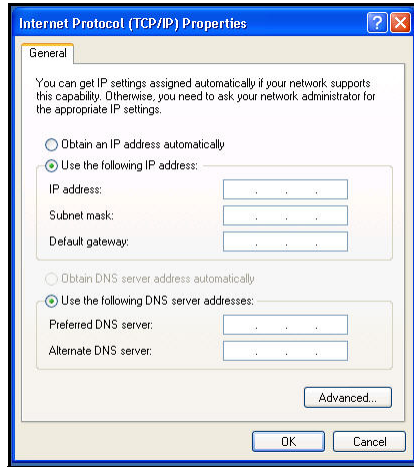 Internet Protocol (TCP/IP) Properties
General
You can get IP settings assigned automatically if your network supports
this capability. Otherwise, you need to ask your network administrator for
the appropriate IP settings.
Obtain an IP address automatically
Use the following IP address:
IP address:
Subnet mask:
Default gateway:
Obtain DNS server address automatically
Use the following DNS server addresses:
Preferred DNS server:
Alternate DNS server:
Advanced...
OK Cancel